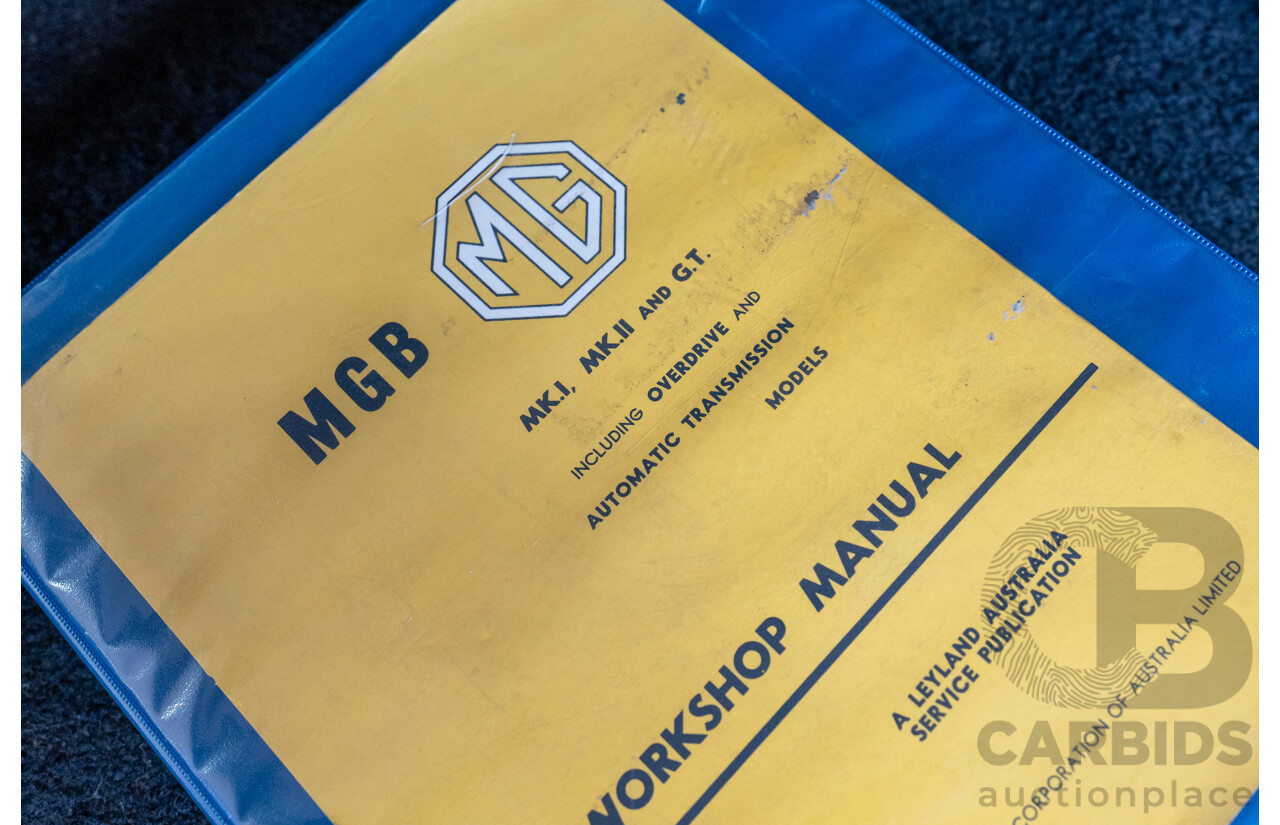 MG
MGB
MK.I, MK.II AND G.T.
INCLUDING OVERDRIVE AND
AUTOMATIC TRANSMISSION
MODELS
WORKSHOP MANUAL
A LEYLAND AUSTRALIA
SERVICE PUBLICATION
CORPORATION OF AUSTRALIA LIMITED
CB
CARBIDS
auctionplace